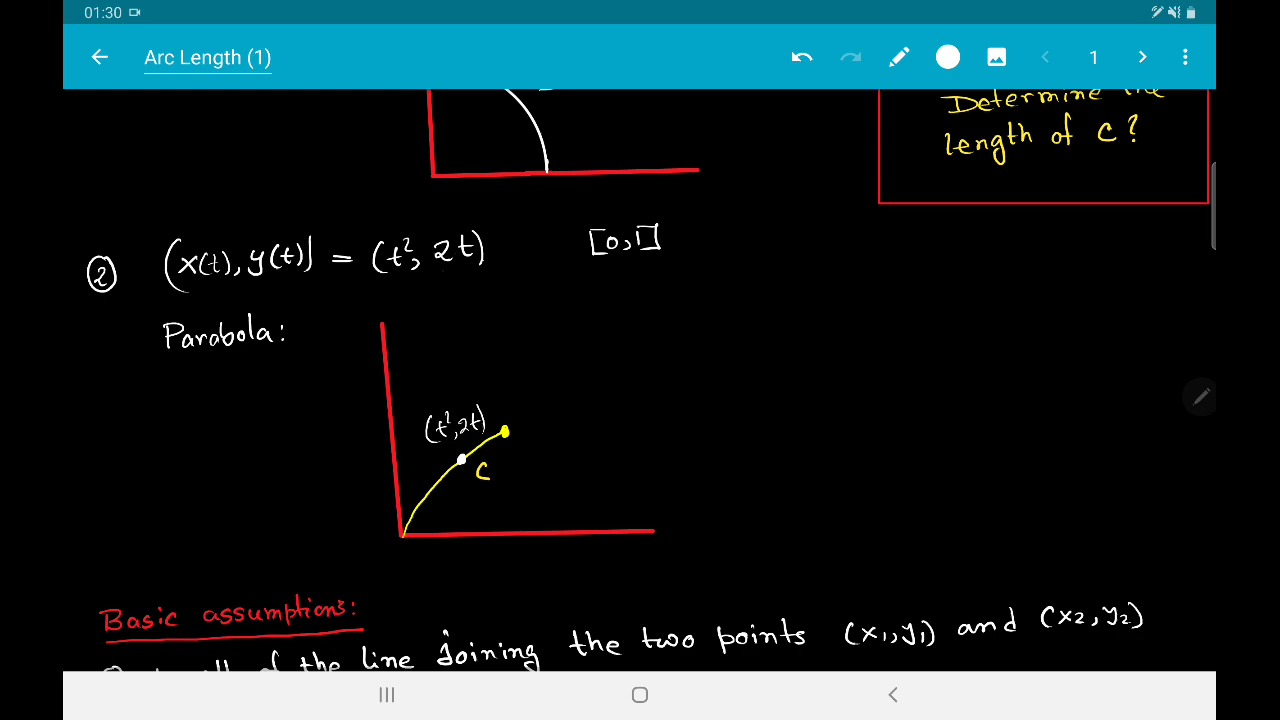 01:30
Arc Length (1)
1
Determine the
length of C?
② (x(t), y(t)) = (t², 2t) [0,1]
Parabola:
(t², 2t)
C
Basic assumptions:
of the line joining the two points (x1,y1) and (x2,y2)